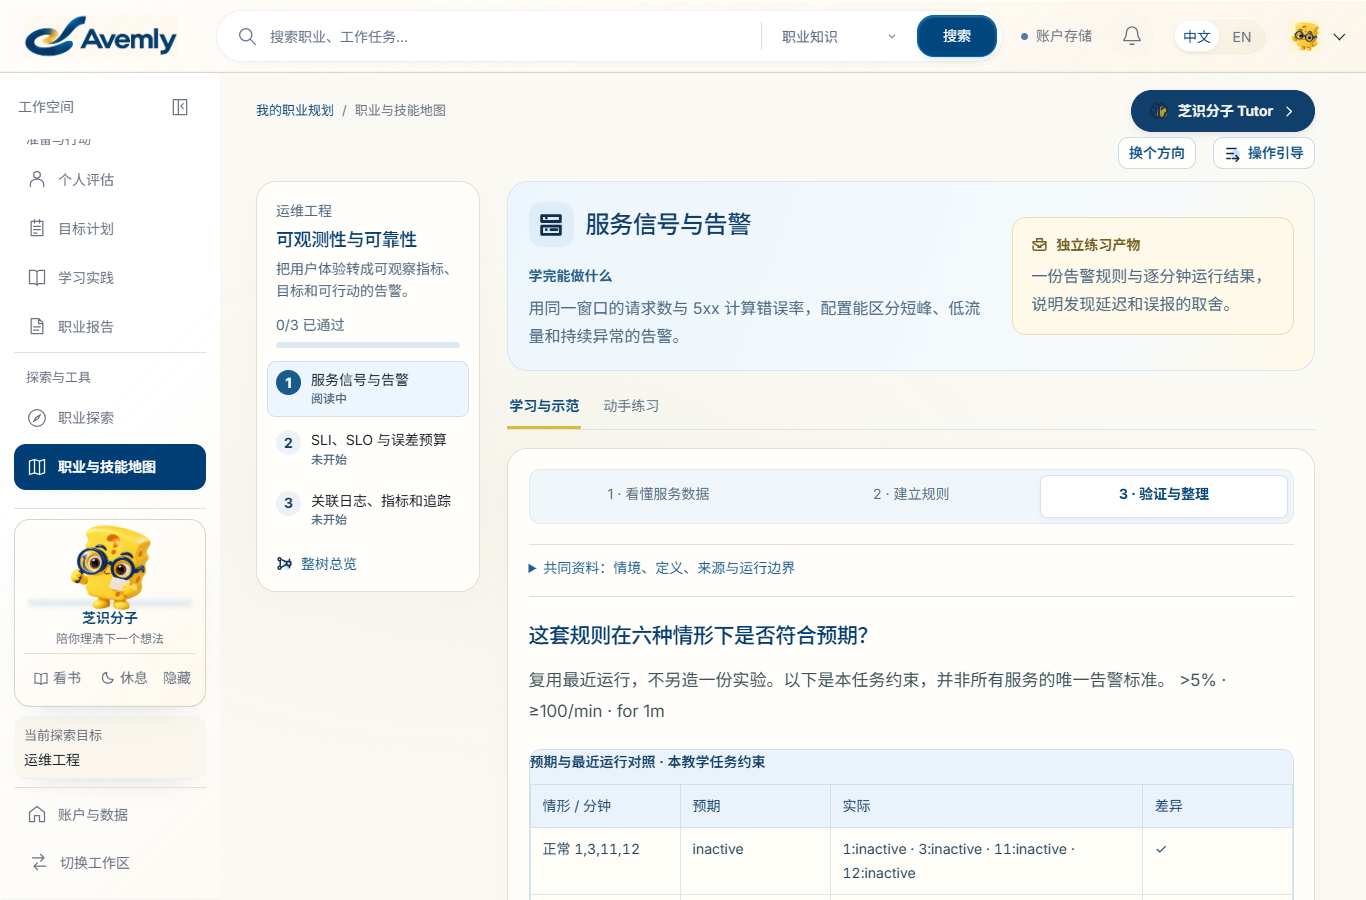 Avemly
搜索职业、工作任务...
职业知识
搜索
账户存储
中文
EN
工作空间
准备与行动
个人评估
目标计划
学习实践
职业报告
探索与工具
职业探索
职业与技能地图
芝识分子
陪你理清下一个想法
看书
休息
隐藏
当前探索目标
运维工程
账户与数据
切换工作区
我的职业规划 / 职业与技能地图
芝识分子 Tutor
换个方向
操作引导
运维工程
可观测性与可靠性
把用户体验转成可观察指标、
目标和可行动的告警。
0/3 已通过
1
服务信号与告警
阅读中
2
SLI、SLO 与误差预算
未开始
3
关联日志、指标和追踪
未开始
整树总览
服务信号与告警
学完能做什么
用同一窗口的请求数与 5xx 计算错误率，配置能区分短峰、低流
量和持续异常的告警。
独立练习产物
一份告警规则与逐分钟运行结果，
说明发现延迟和误报的取舍。
学习与示范
动手练习
1 · 看懂服务数据
2 · 建立规则
3 · 验证与整理
共同资料：情境、定义、来源与运行边界
这套规则在六种情形下是否符合预期？
复用最近运行，不另造一份实验。以下是本任务约束，并非所有服务的唯一告警标准。 >5% ·
≥100/min · for 1m
预期与最近运行对照 · 本教学任务约束
情形 / 分钟
预期
实际
差异
正常 1,3,11,12
inactive
1:inactive · 3:inactive · 11:inactive ·
12:inactive
✓